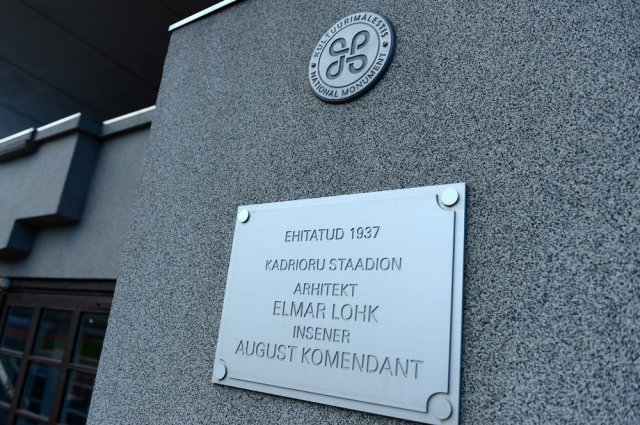 KULTUURIMÄLESTIS
NATIONAL MONUMENT
EHITATUD 1937
KADRIORU STAADION
ARHITEKT
ELMAR LOHK
INSENER
AUGUST KOMENDANT